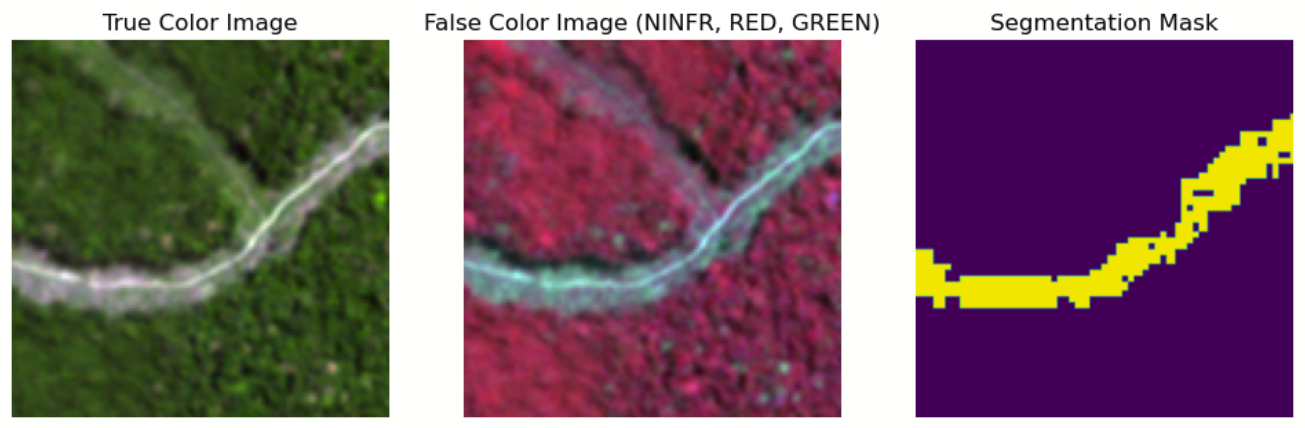 True Color Image
False Color Image (NINFR, RED, GREEN)
Segmentation Mask